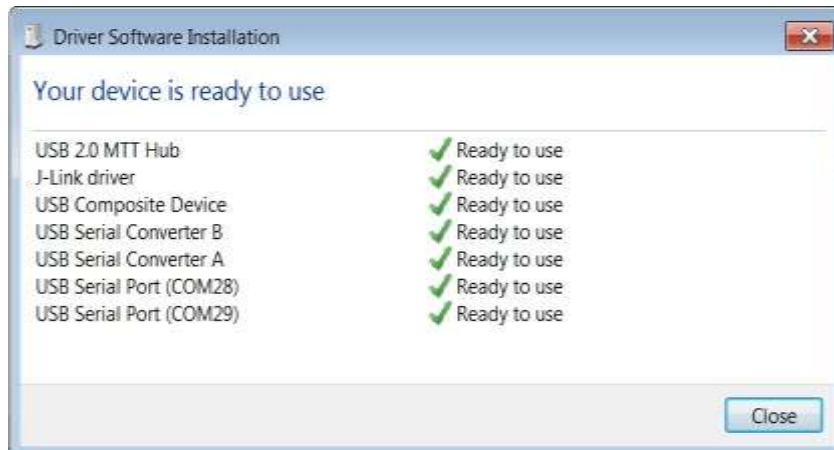 Driver Software Installation
Your device is ready to use
USB 2.0 MTT Hub Ready to use
J-Link driver Ready to use
USB Composite Device Ready to use
USB Serial Converter B Ready to use
USB Serial Converter A Ready to use
USB Serial Port (COM28) Ready to use
USB Serial Port (COM29) Ready to use
Close